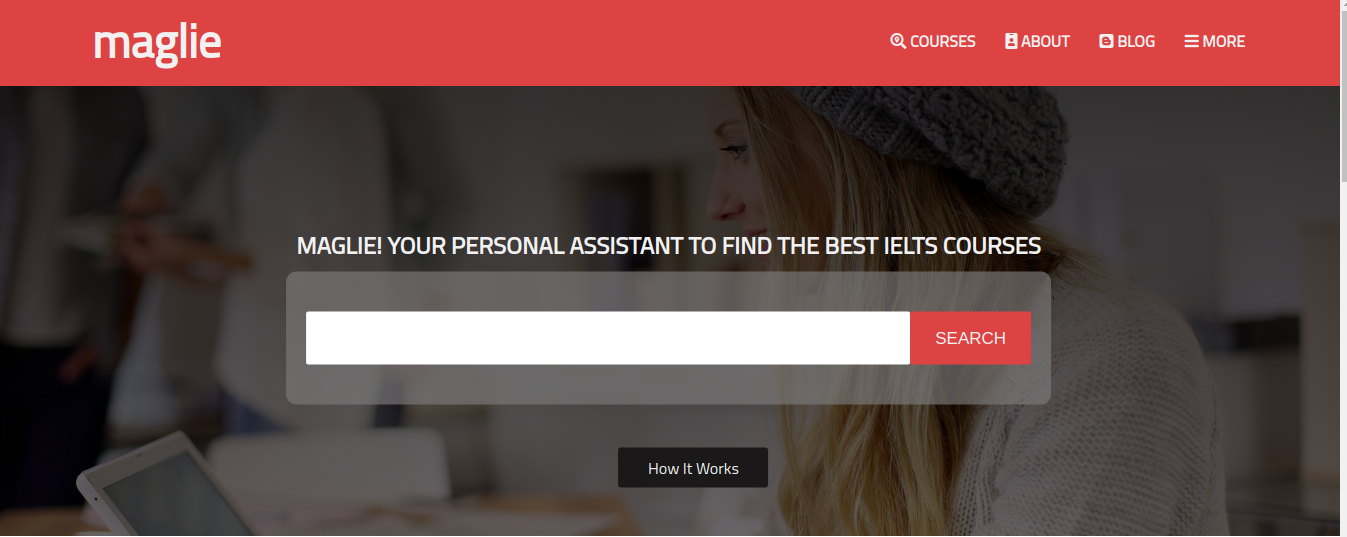 maglie
COURSES ABOUT BLOG MORE
MAGLIE! YOUR PERSONAL ASSISTANT TO FIND THE BEST IELTS COURSES
SEARCH
How It Works